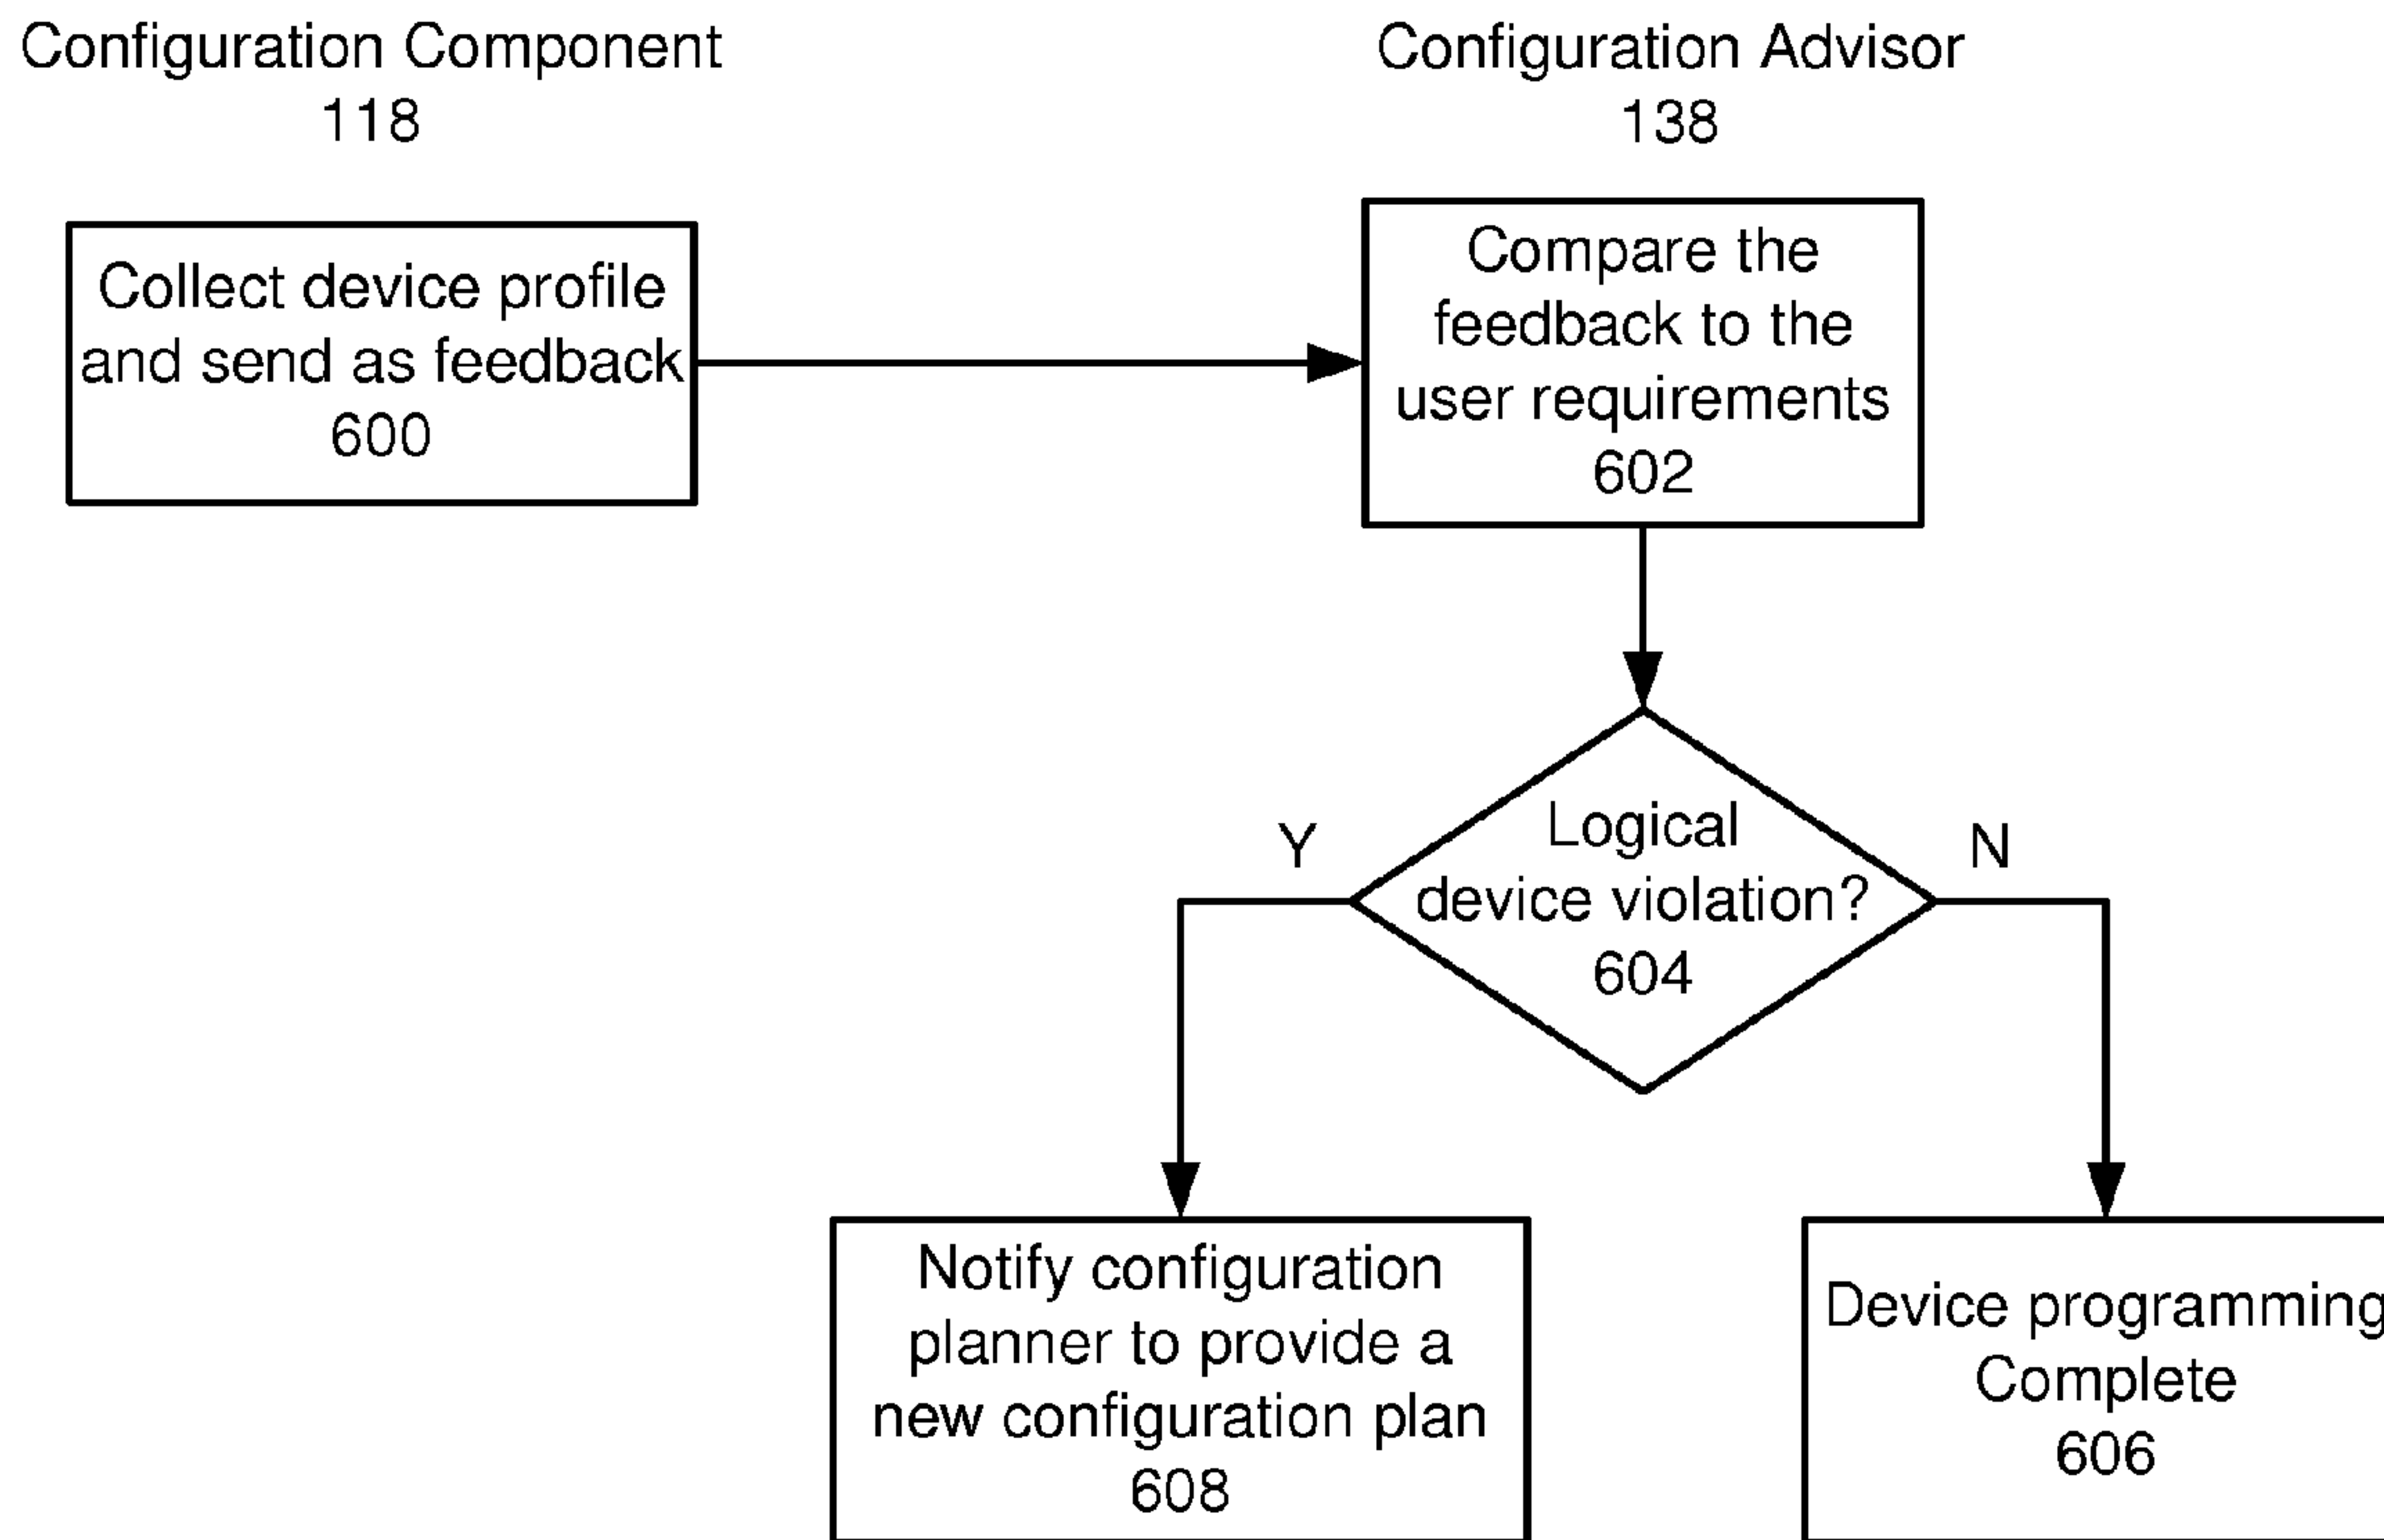 Configuration Component
118
Configuration Advisor
138
Collect device profile
and send as feedback
600
Compare the
feedback to the
user requirements
602
Logical
device violation?
604
Y
N
Notify configuration
planner to provide a
new configuration plan
608
Device programming
Complete
606